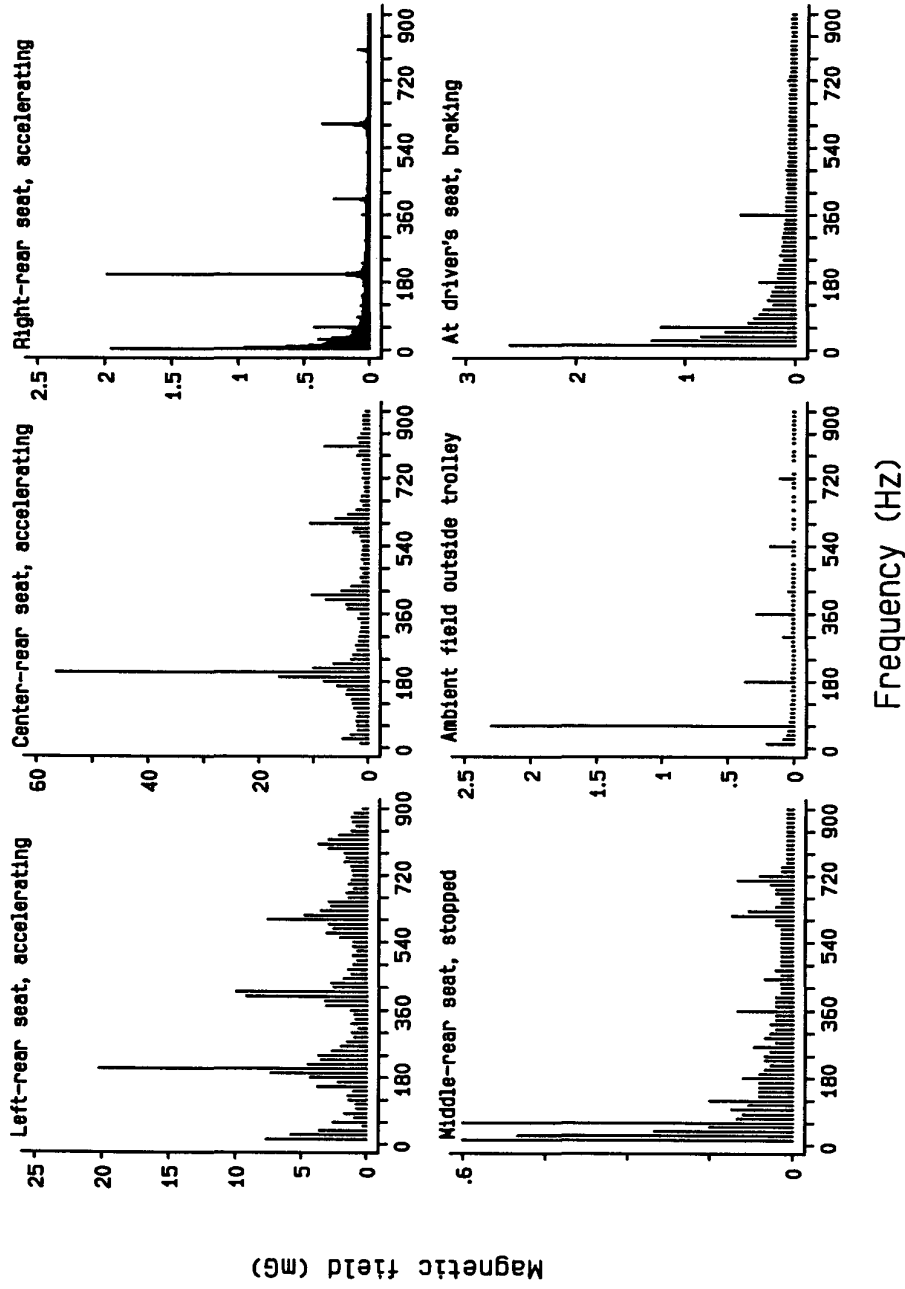 Magnetic field (mG)
Left-rear seat, accelerating
25
20
15
10
5
0
0 180 360 540 720 900
Center-rear seat, accelerating
60
40
20
0
0 180 360 540 720 900
Right-rear seat, accelerating
2.5
2
1.5
1
.5
0
0 180 360 540 720 900
Middle-rear seat, stopped
.6
0
0 180 360 540 720 900
Ambient field outside trolley
2.5
2
1.5
1
.5
0
0 180 360 540 720 900
At driver's seat, braking
3
2
1
0
0 180 360 540 720 900
Frequency (Hz)